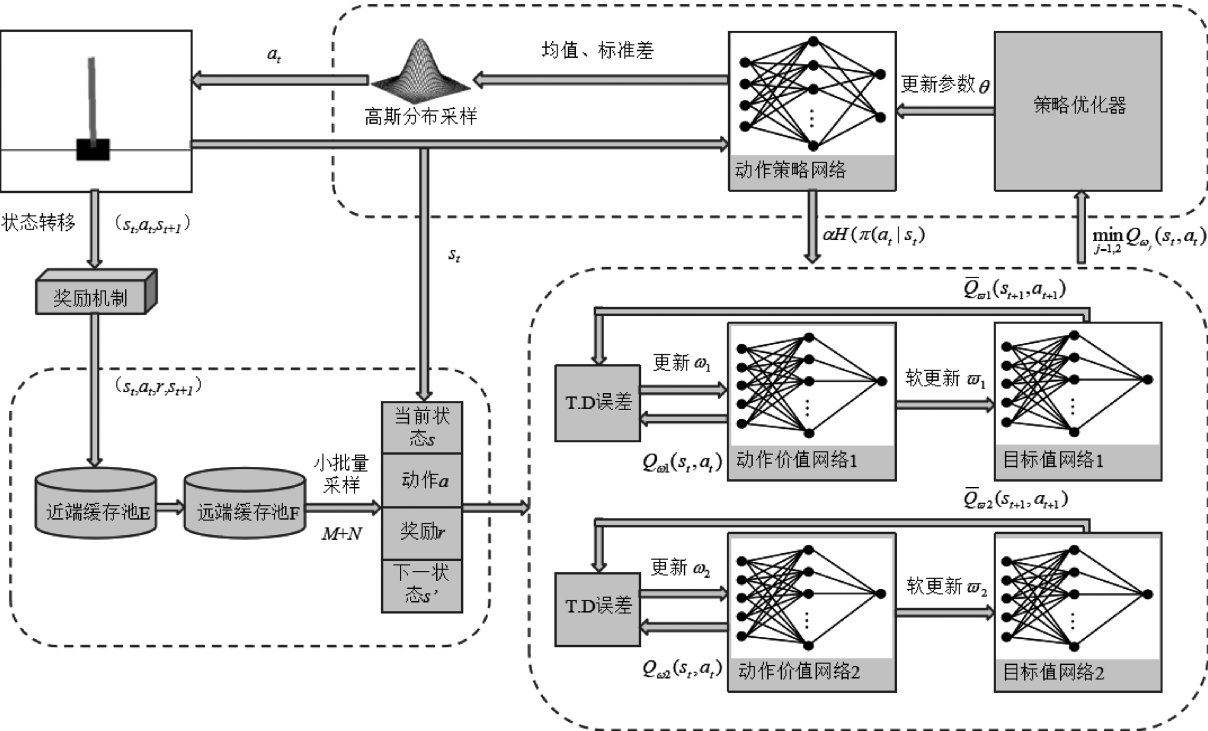 a_t
均值、标准差
高斯分布采样
动作策略网络
更新参数θ
策略优化器
状态转移
(s_t,a_t,s_{t+1})
奖励机制
(s_t,a_t,r,s_{t+1})
s_t
αH(π(a_t|s_t)
min_{j=1,2}Q_{ω_j}(s_t,a_t)
近端缓存池E
远端缓存池F
小批量
采样
M+N
当前状
态s
动作a
奖励r
下一状
态s’
Q̅_{ϖ1}(s_{t+1},a_{t+1})
T.D误差
更新 ω_1
Q_{ω1}(s_t,a_t)
动作价值网络1
软更新 ϖ_1
目标值网络1
Q̅_{ϖ2}(s_{t+1},a_{t+1})
T.D误差
更新 ω_2
Q_{ω2}(s_t,a_t)
动作价值网络2
软更新 ϖ_2
目标值网络2